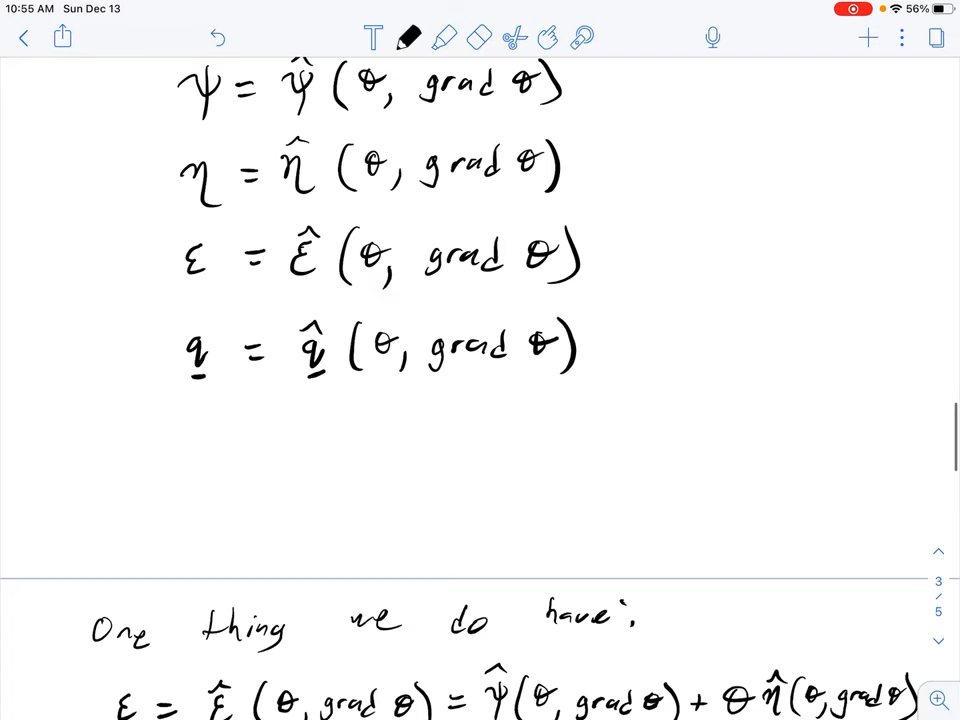 10:55 AM Sun Dec 13 56%
T
ψ = ψ̂ (θ, grad θ)
η = η̂ (θ, grad θ)
ε = ε̂ (θ, grad θ)
q = q̂ (θ, grad θ)
3
/
5
One thing we do have:
ε = ε̂ (θ, grad θ) = ψ̂ (θ, grad θ) + θ η̂ (θ, grad θ)